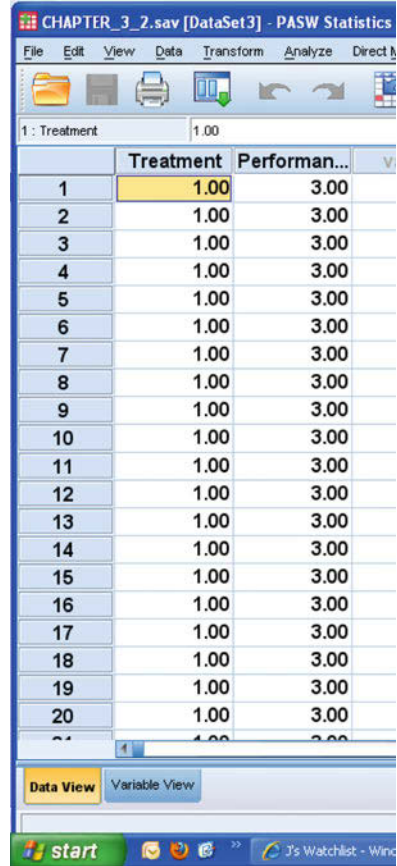 CHAPTER_3_2.sav [DataSet3] - PASW Statistics
File Edit View Data Transform Analyze Direct M
1 : Treatment 1.00
Treatment Performan... v
1 1.00 3.00
2 1.00 3.00
3 1.00 3.00
4 1.00 3.00
5 1.00 3.00
6 1.00 3.00
7 1.00 3.00
8 1.00 3.00
9 1.00 3.00
10 1.00 3.00
11 1.00 3.00
12 1.00 3.00
13 1.00 3.00
14 1.00 3.00
15 1.00 3.00
16 1.00 3.00
17 1.00 3.00
18 1.00 3.00
19 1.00 3.00
20 1.00 3.00
Data View Variable View
start » J's Watchlist - Wind